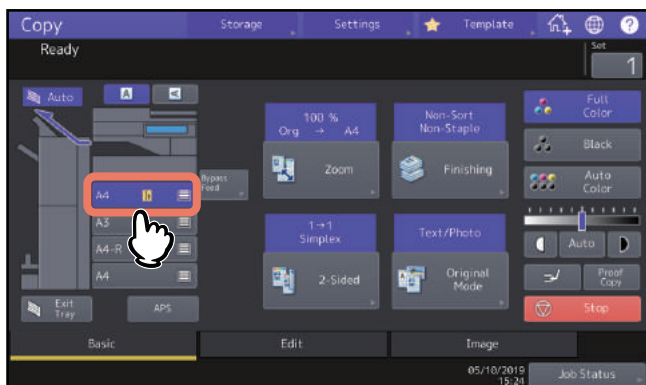 Copy
Storage
Settings
Template
?
Ready
Set
1
Auto
A
A
100 %
Org → A4
Non-Sort
Non-Staple
Full
Color
Zoom
Finishing
Black
Bypass
Feed
Auto
Color
A4
A3
A4-R
A4
1→1
Simplex
Text/Photo
Auto
2-Sided
Original
Mode
Proof
Copy
Exit
Tray
APS
Stop
Basic
Edit
Image
05/10/2019
15:24
Job Status